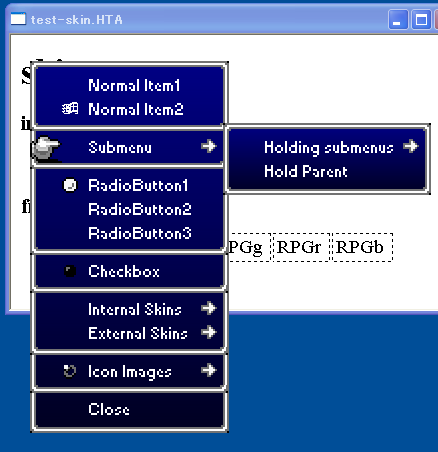 test-skin.HTA
Normal Item1
Normal Item2
Submenu
Holding submenus
Hold Parent
RadioButton1
RadioButton2
RadioButton3
RPGr
RPGb
Checkbox
Internal Skins
External Skins
Icon Images
Close